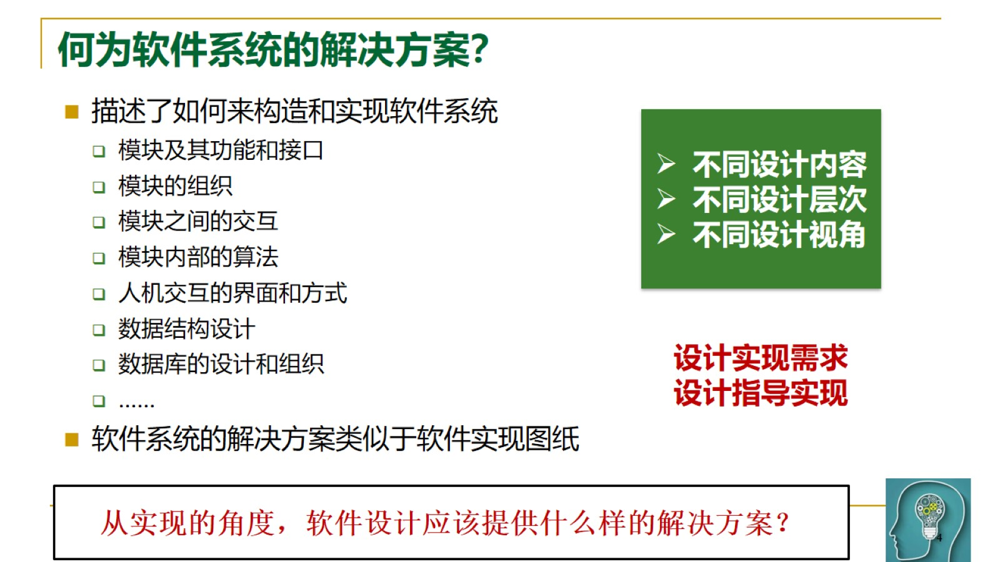 何为软件系统的解决方案?
描述了如何来构造和实现软件系统
模块及其功能和接口
模块的组织
模块之间的交互
模块内部的算法
人机交互的界面和方式
数据结构设计
数据库的设计和组织
……
软件系统的解决方案类似于软件实现图纸
不同设计内容
不同设计层次
不同设计视角
设计实现需求
设计指导实现
从实现的角度，软件设计应该提供什么样的解决方案？
4